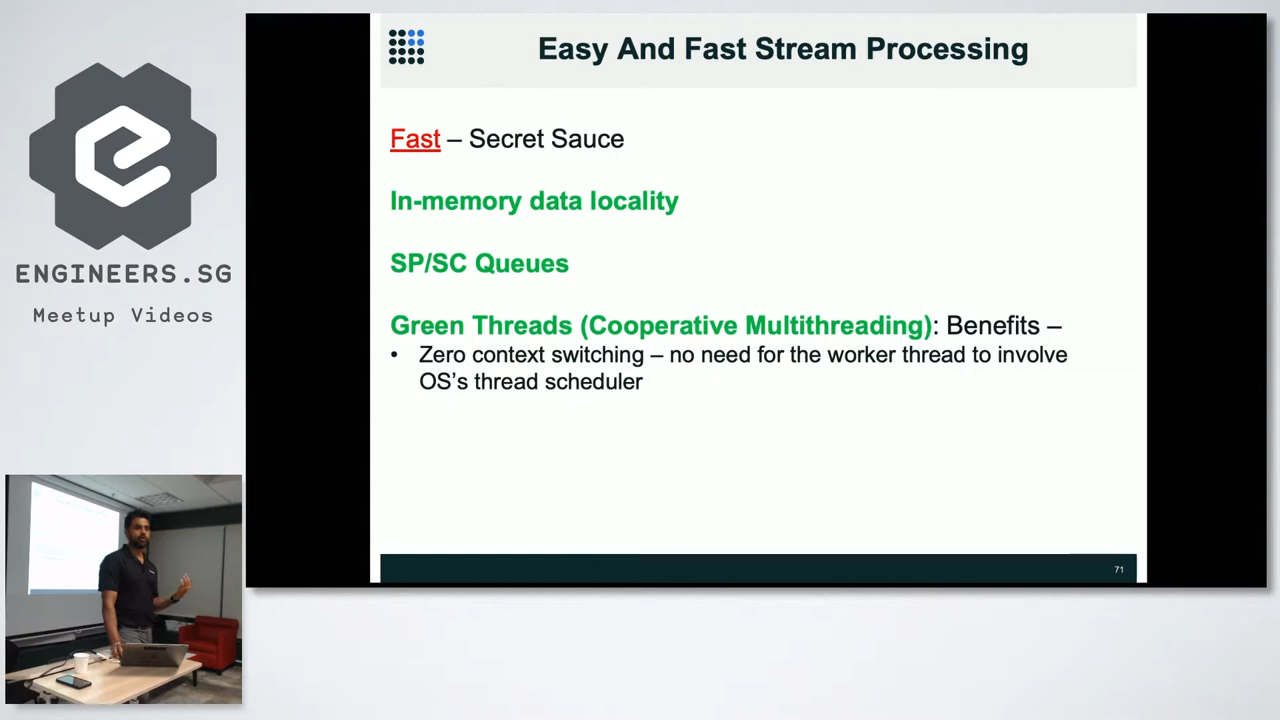 ENGINEERS.SG
Meetup Videos
Easy And Fast Stream Processing
Fast – Secret Sauce
In-memory data locality
SP/SC Queues
Green Threads (Cooperative Multithreading): Benefits –
• Zero context switching – no need for the worker thread to involve
OS's thread scheduler
71